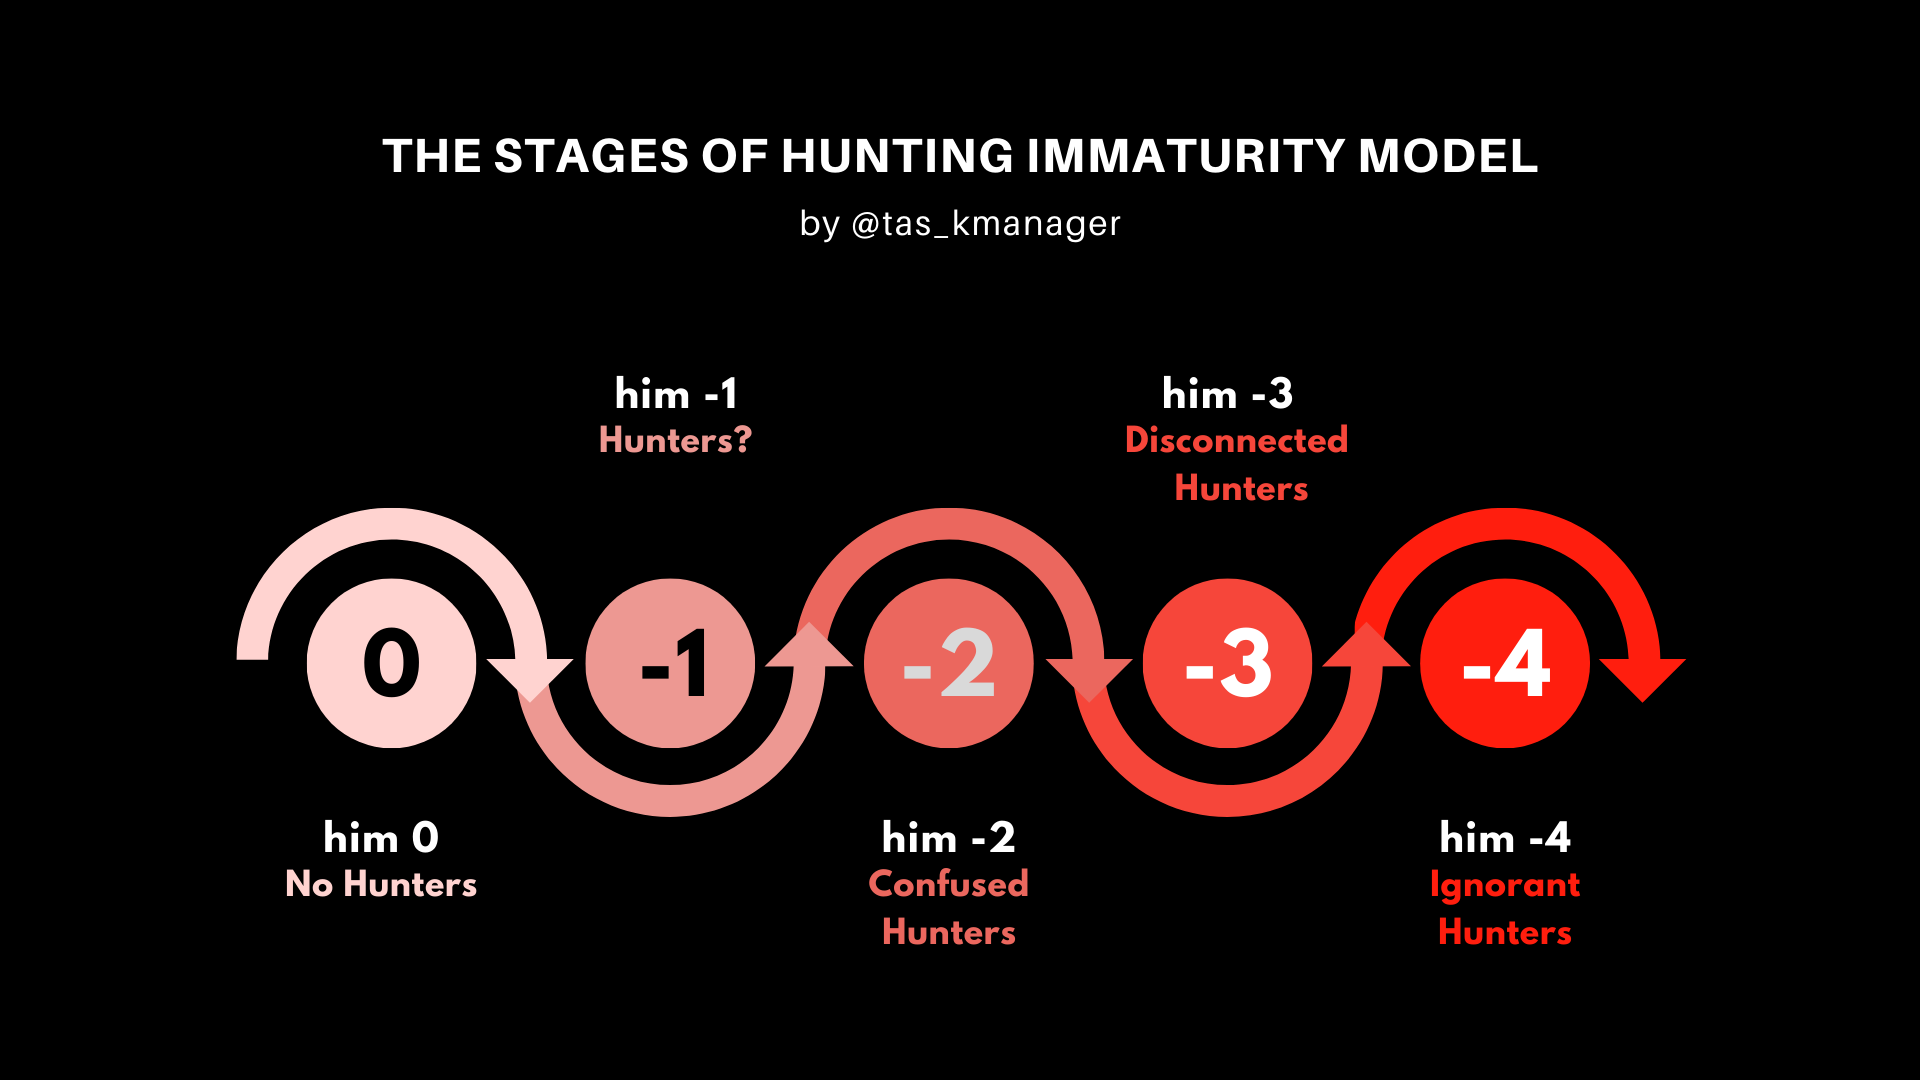 THE STAGES OF HUNTING IMMATURITY MODEL
by @tas_kmanager
him -1
Hunters?
him -3
Disconnected
Hunters
0
-1
-2
-3
-4
him 0
No Hunters
him -2
Confused
Hunters
him -4
Ignorant
Hunters